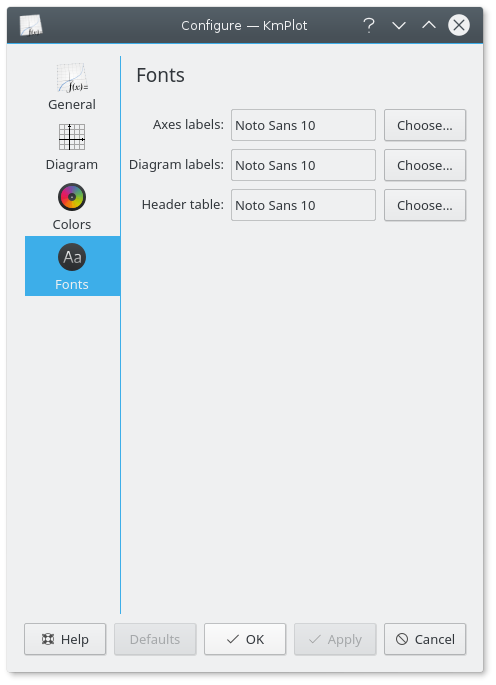 Configure — KmPlot
f(x)=
General
Diagram
Colors
Aa
Fonts
Fonts
Axes labels: Noto Sans 10 Choose...
Diagram labels: Noto Sans 10 Choose...
Header table: Noto Sans 10 Choose...
Help Defaults OK Apply Cancel